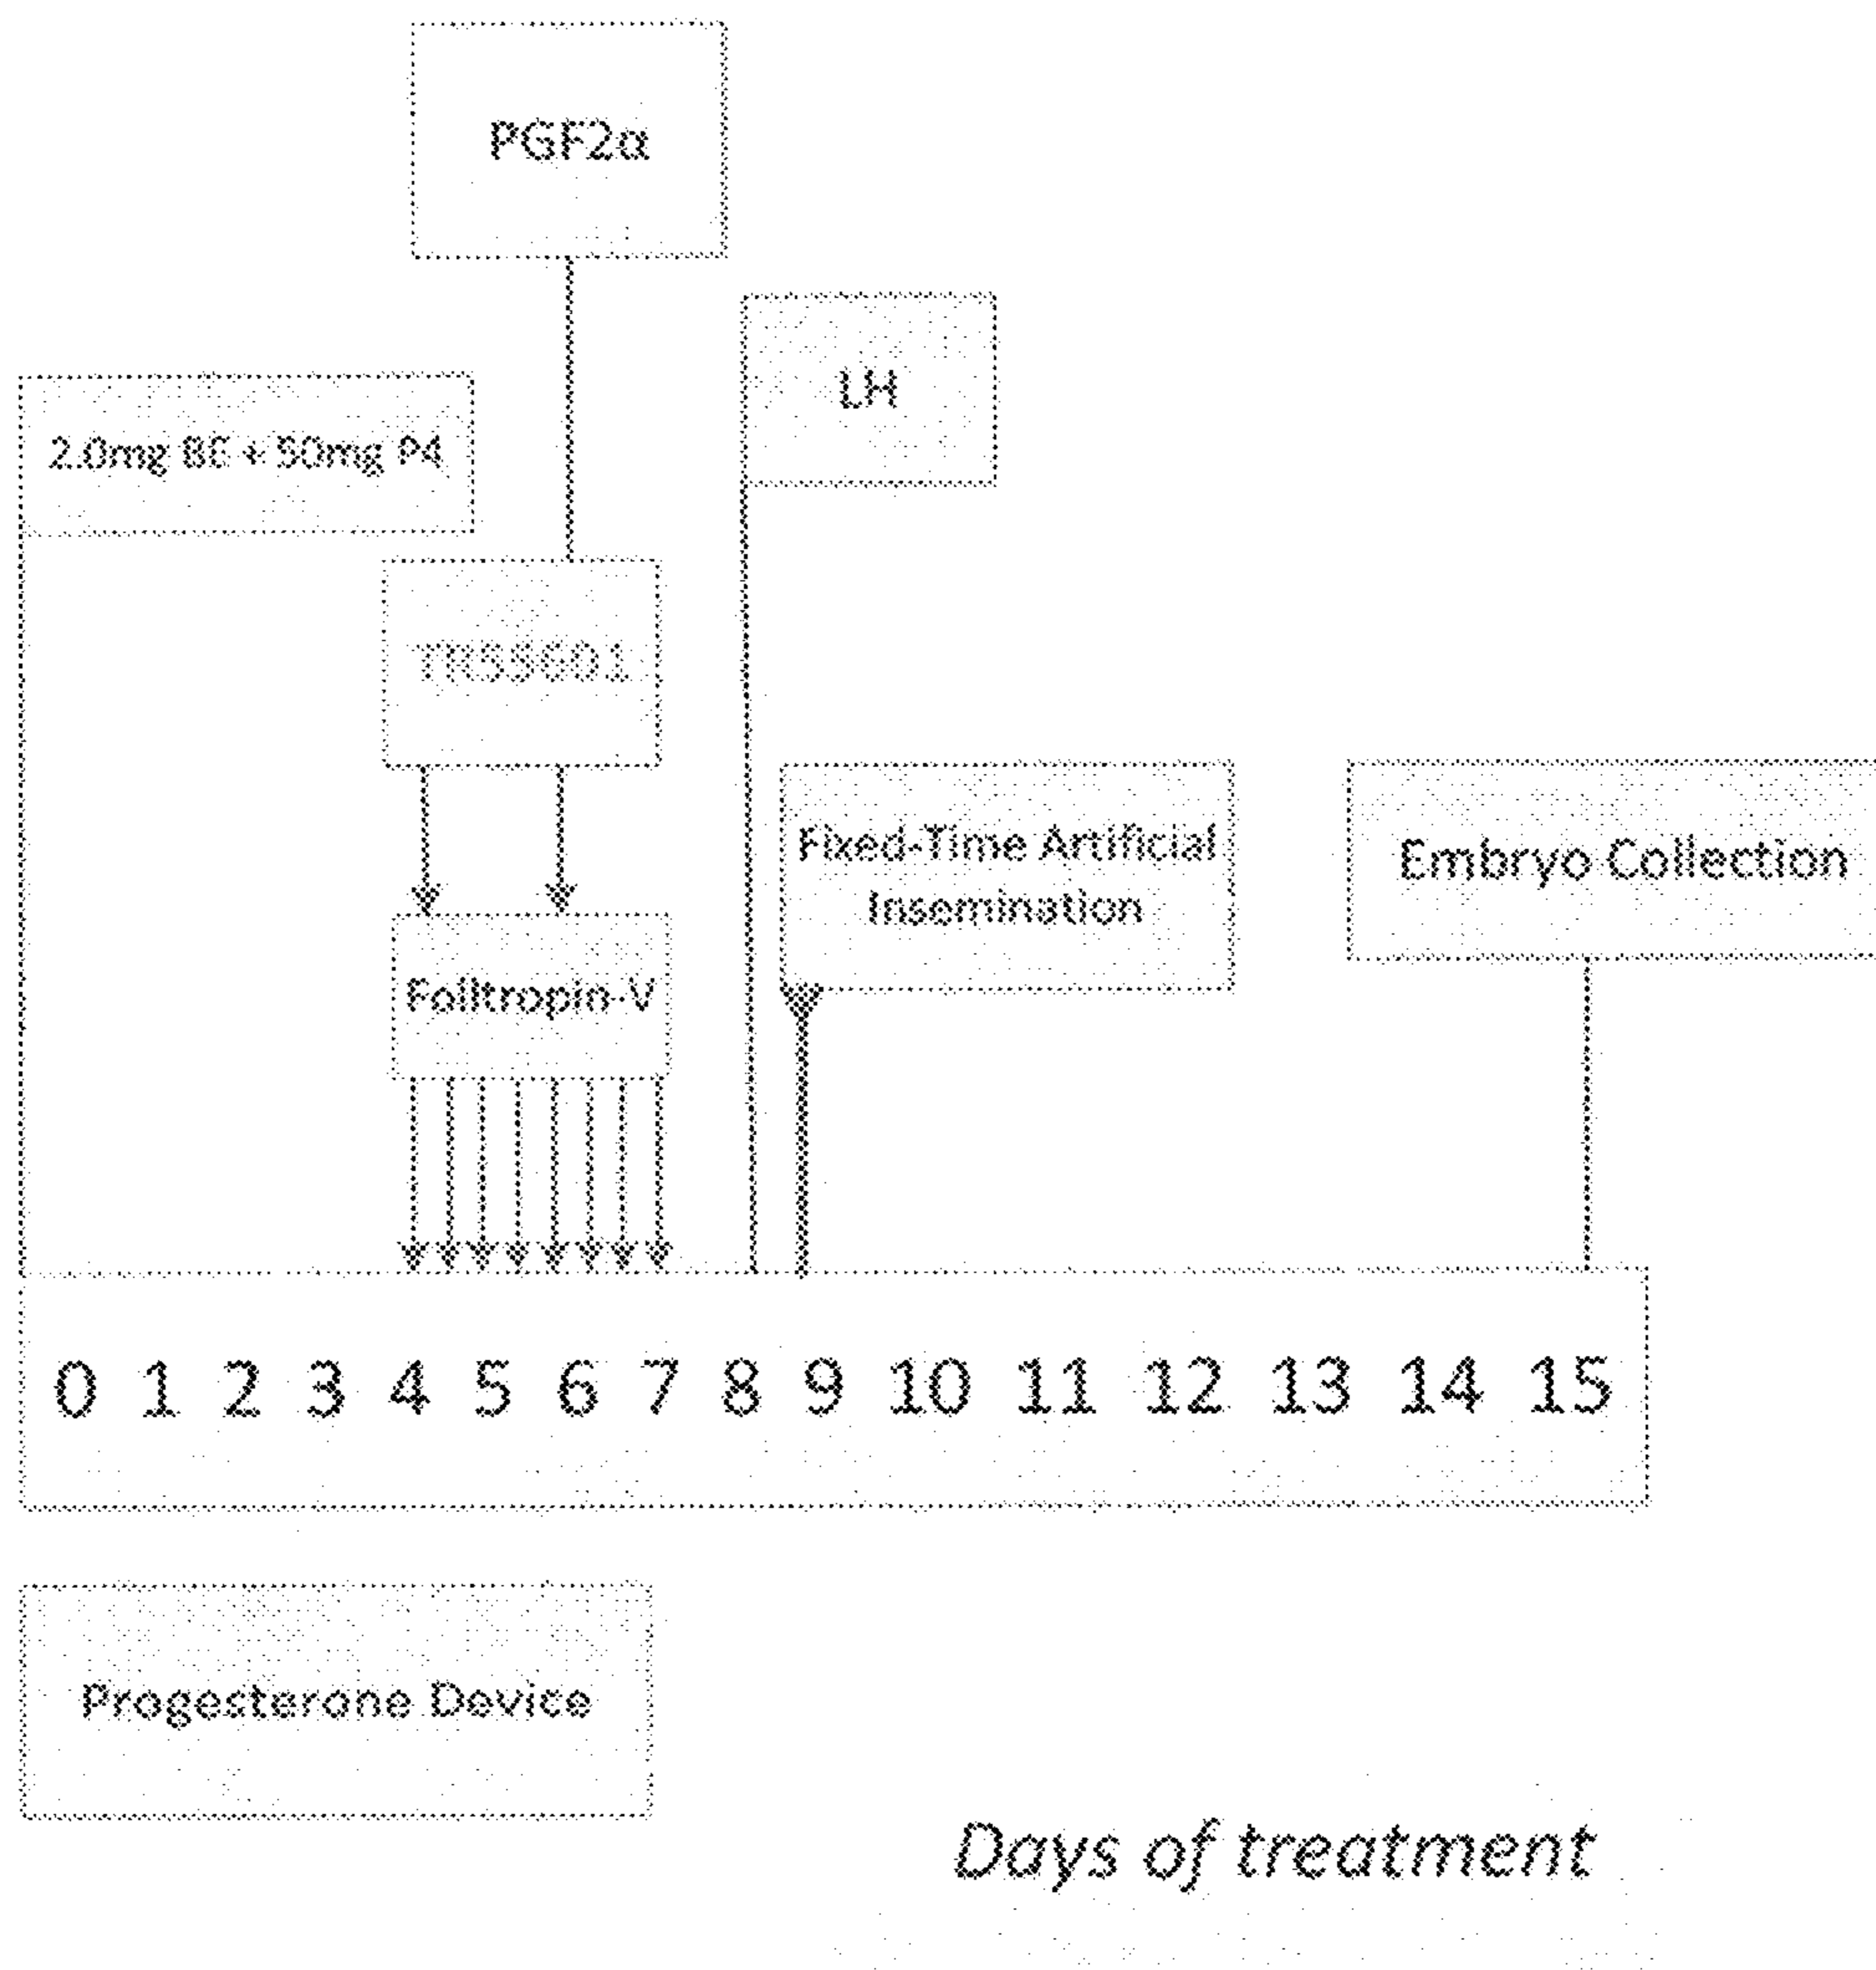 PGF2α
LH
2.0mg BE + 50mg P4
Fixed-Time Artificial
Insemination
Embryo Collection
Folltropin-V
0 1 2 3 4 5 6 7 8 9 10 11 12 13 14 15
Progesterone Device
Days of treatment